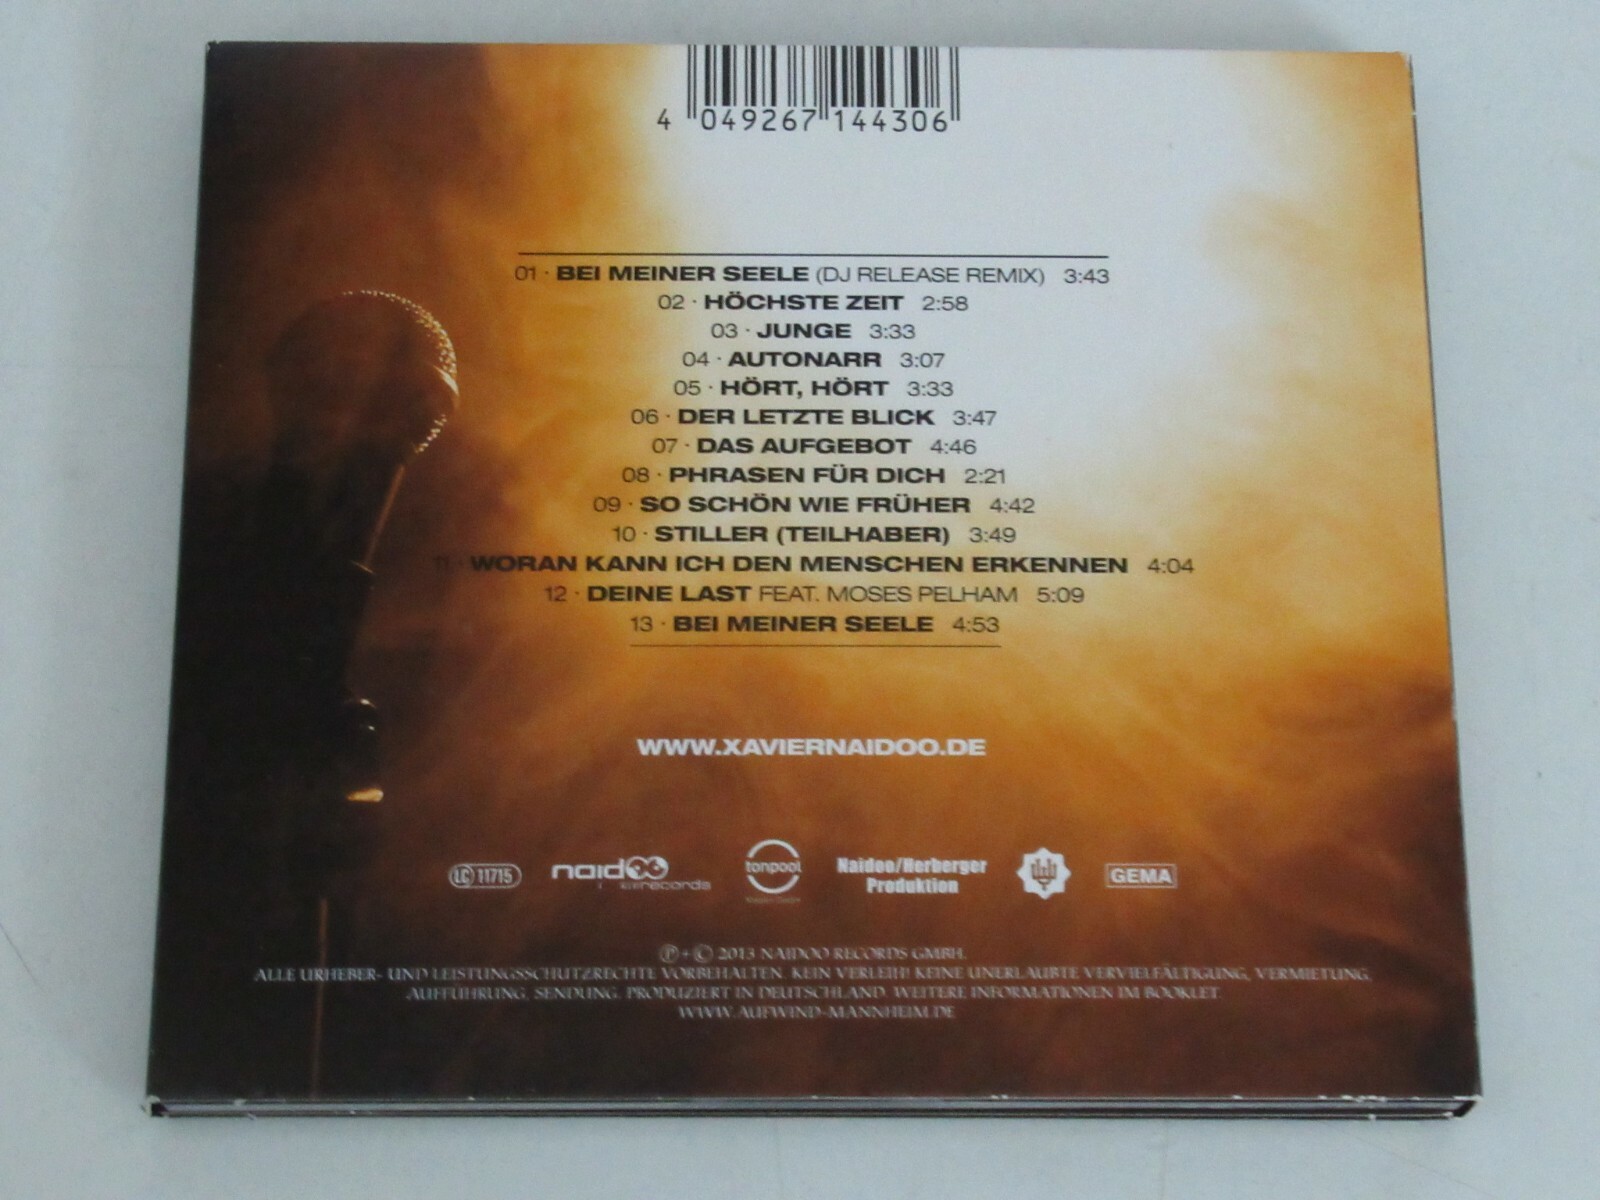 4 049267 144306
01 · BEI MEINER SEELE (DJ RELEASE REMIX) 3:43
02 · HÖCHSTE ZEIT 2:58
03 · JUNGE 3:33
04 · AUTONARR 3:07
05 · HÖRT, HÖRT 3:33
06 · DER LETZTE BLICK 3:47
07 · DAS AUFGEBOT 4:46
08 · PHRASEN FÜR DICH 2:21
09 · SO SCHÖN WIE FRÜHER 4:42
10 · STILLER (TEILHABER) 3:49
11 · WORAN KANN ICH DEN MENSCHEN ERKENNEN 4:04
12 · DEINE LAST FEAT. MOSES PELHAM 5:09
13 · BEI MEINER SEELE 4:53
WWW.XAVIERNAIDOO.DE
LC 11715 naidoo records tonpool Naidoo/Herberger Produktion GEMA
Ⓟ + © 2013 NAIDOO RECORDS GMBH.
ALLE URHEBER- UND LEISTUNGSSCHUTZRECHTE VORBEHALTEN. KEIN VERLEIH! KEINE UNERLAUBTE VERVIELFÄLTIGUNG, VERMIETUNG,
AUFFÜHRUNG, SENDUNG. PRODUZIERT IN DEUTSCHLAND. WEITERE INFORMATIONEN IM BOOKLET.
WWW.AUFWIND-MANNHEIM.DE